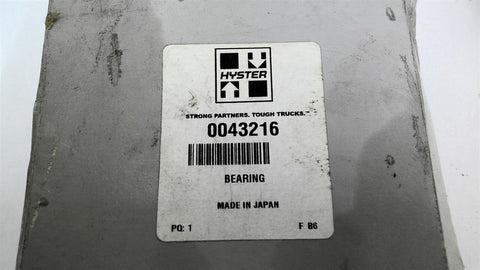 HYSTER
STRONG PARTNERS. TOUGH TRUCKS.™
0043216
BEARING
MADE IN JAPAN
PQ: 1 F B6